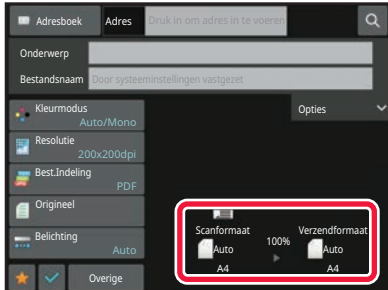 Adresboek
Adres
Druk in om adres in te voeren
Onderwerp
Bestandsnaam
Door systeeminstellingen vastgezet
Kleurmodus
Auto/Mono
Opties
Resolutie
200x200dpi
Best.Indeling
PDF
Origineel
Belichting
Auto
Scanformaat
Auto
A4
100%
Verzendformaat
Auto
A4
Overige